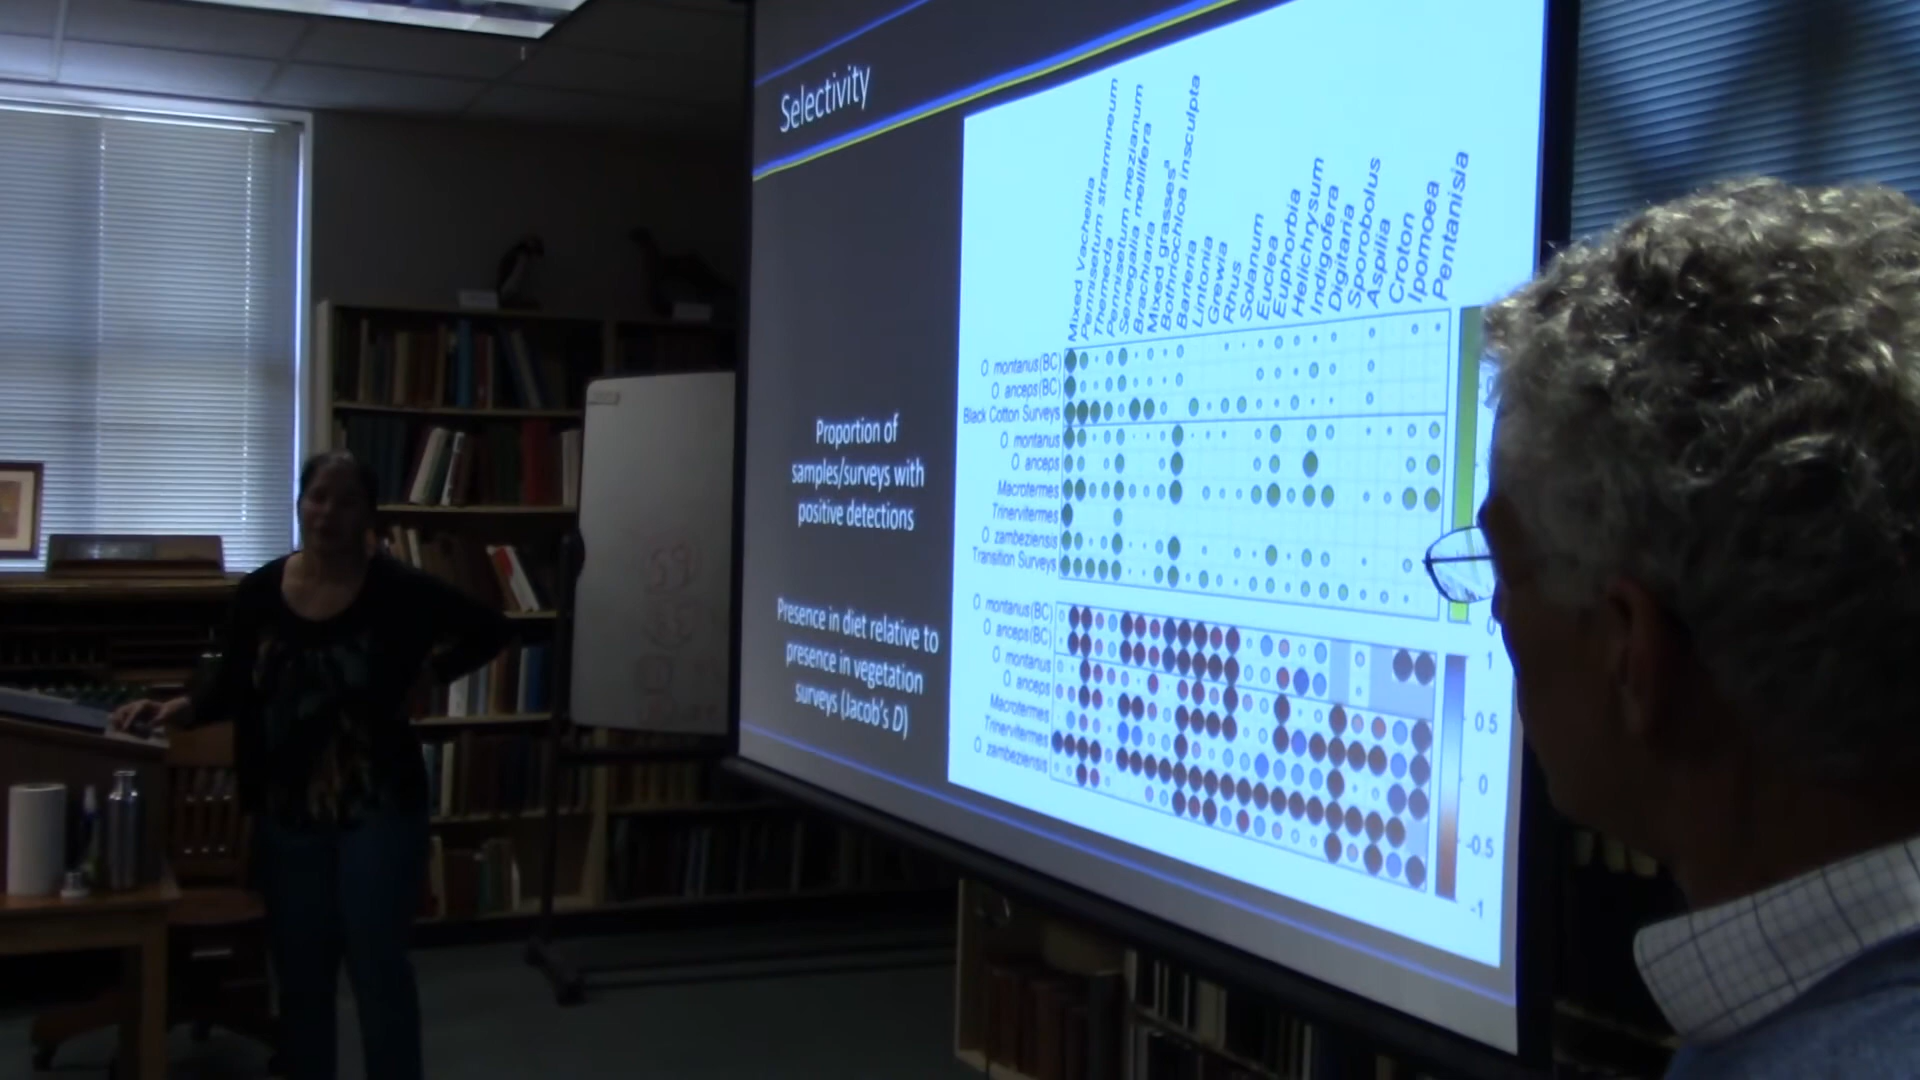 Selectivity
Proportion of
samples/surveys with
positive detections
Presence in diet relative to
presence in vegetation
surveys (Jacob's D)
Mixed Vachellia
Pennisetum stramineum
Themeda
Pennisetum mezianum
Senegalia mellifera
Brachiaria
Mixed grassesᵃ
Bothriochloa insculpta
Barleria
Lintonia
Grewia
Rhus
Solanum
Euclea
Euphorbia
Helichrysum
Indigofera
Digitaria
Sporobolus
Aspilia
Croton
Ipomoea
Pentanisia
O. montanus(BC)
O. anceps(BC)
Black Cotton Surveys
O. montanus
O. anceps
Macrotermes
Trinervitermes
O. zambeziensis
Transition Surveys
O. montanus(BC)
O. anceps(BC)
O. montanus
O. anceps
Macrotermes
Trinervitermes
O. zambeziensis
0
1
0.5
0
-0.5
-1